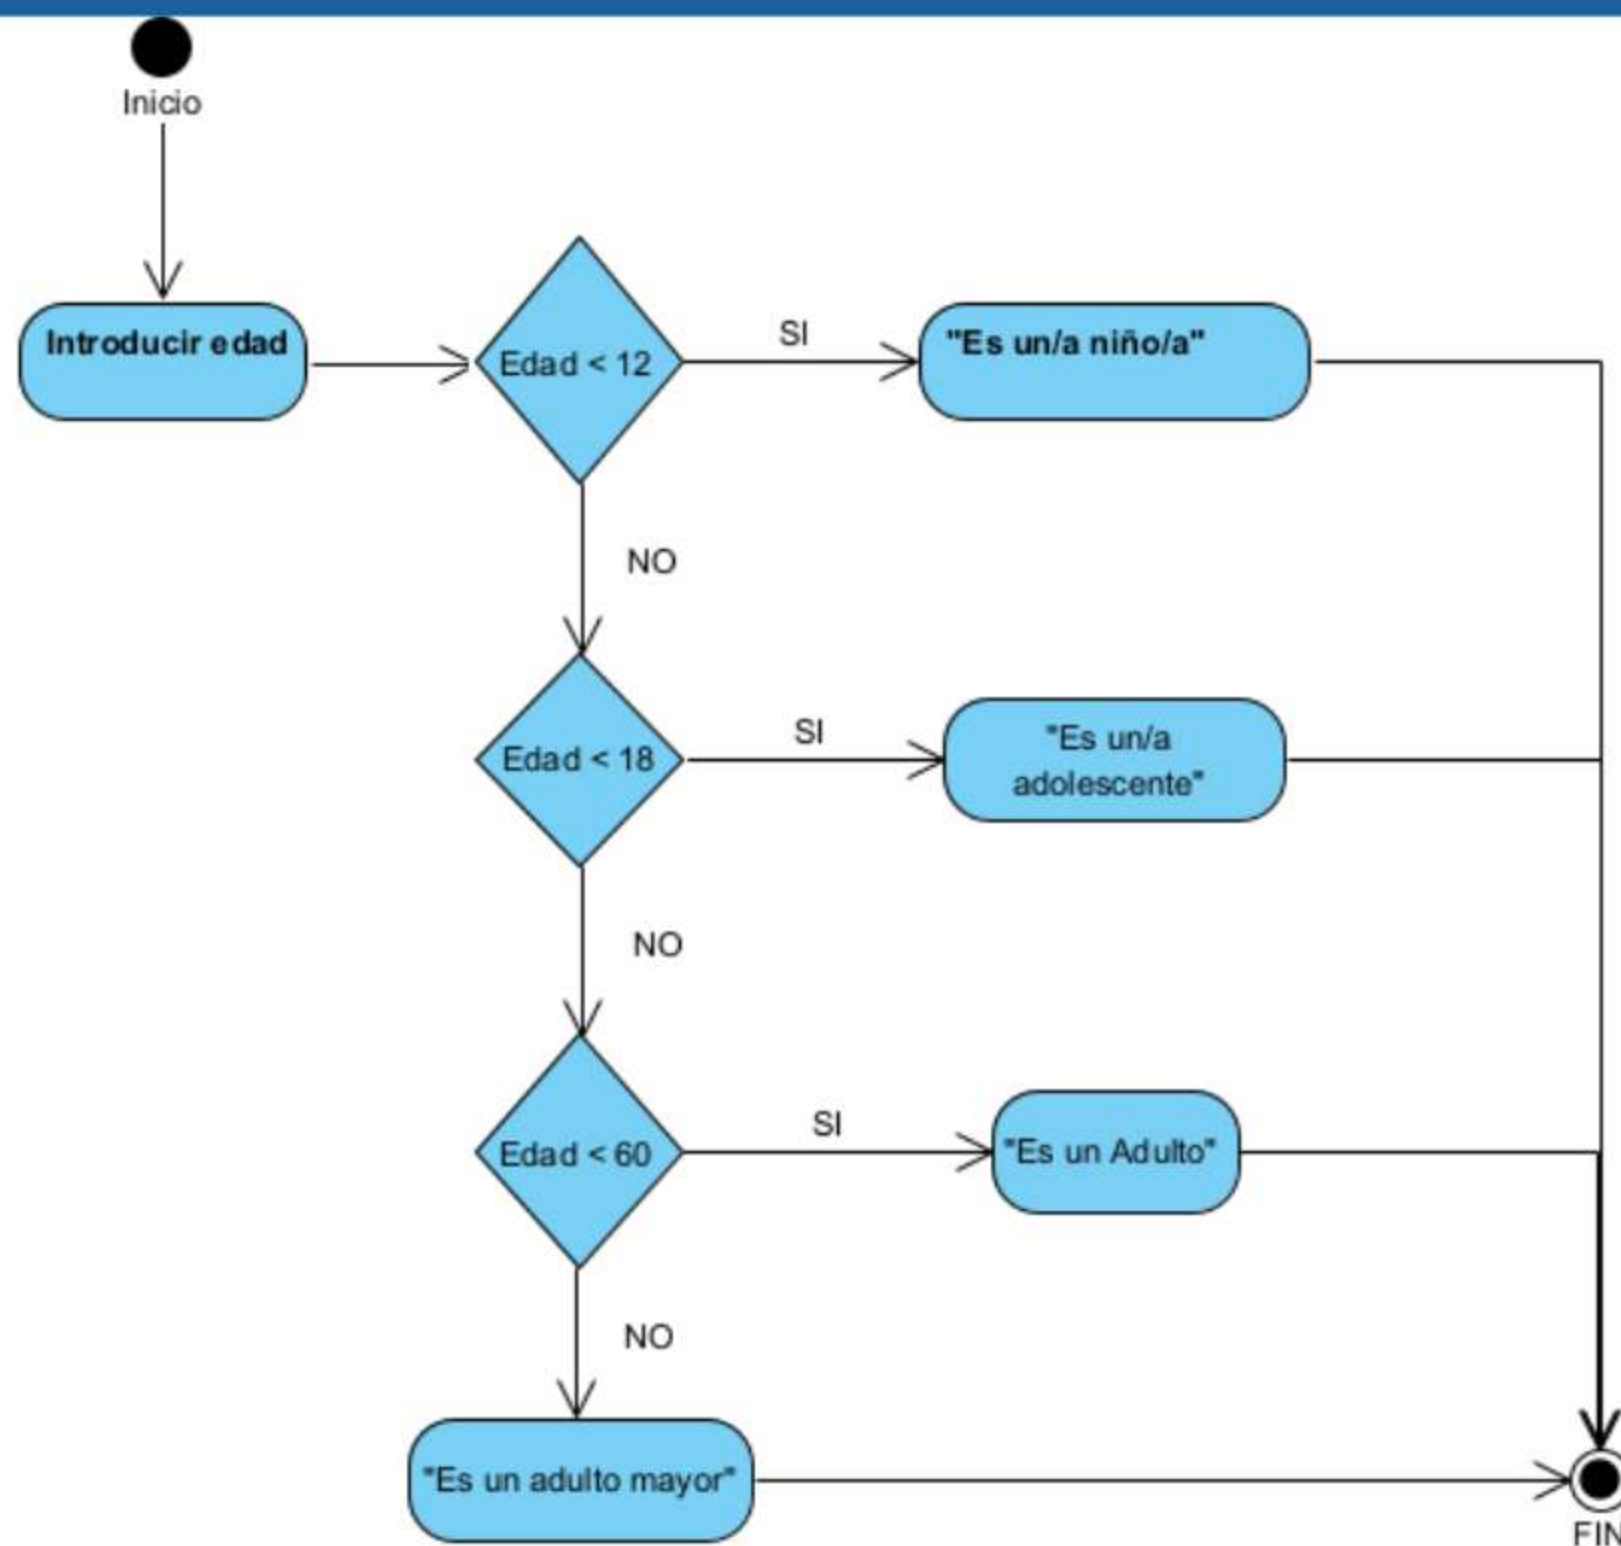 Inicio
Introducir edad
Edad < 12
SI
"Es un/a niño/a"
NO
Edad < 18
SI
"Es un/a
adolescente"
NO
Edad < 60
SI
"Es un Adulto"
NO
"Es un adulto mayor"
FIN